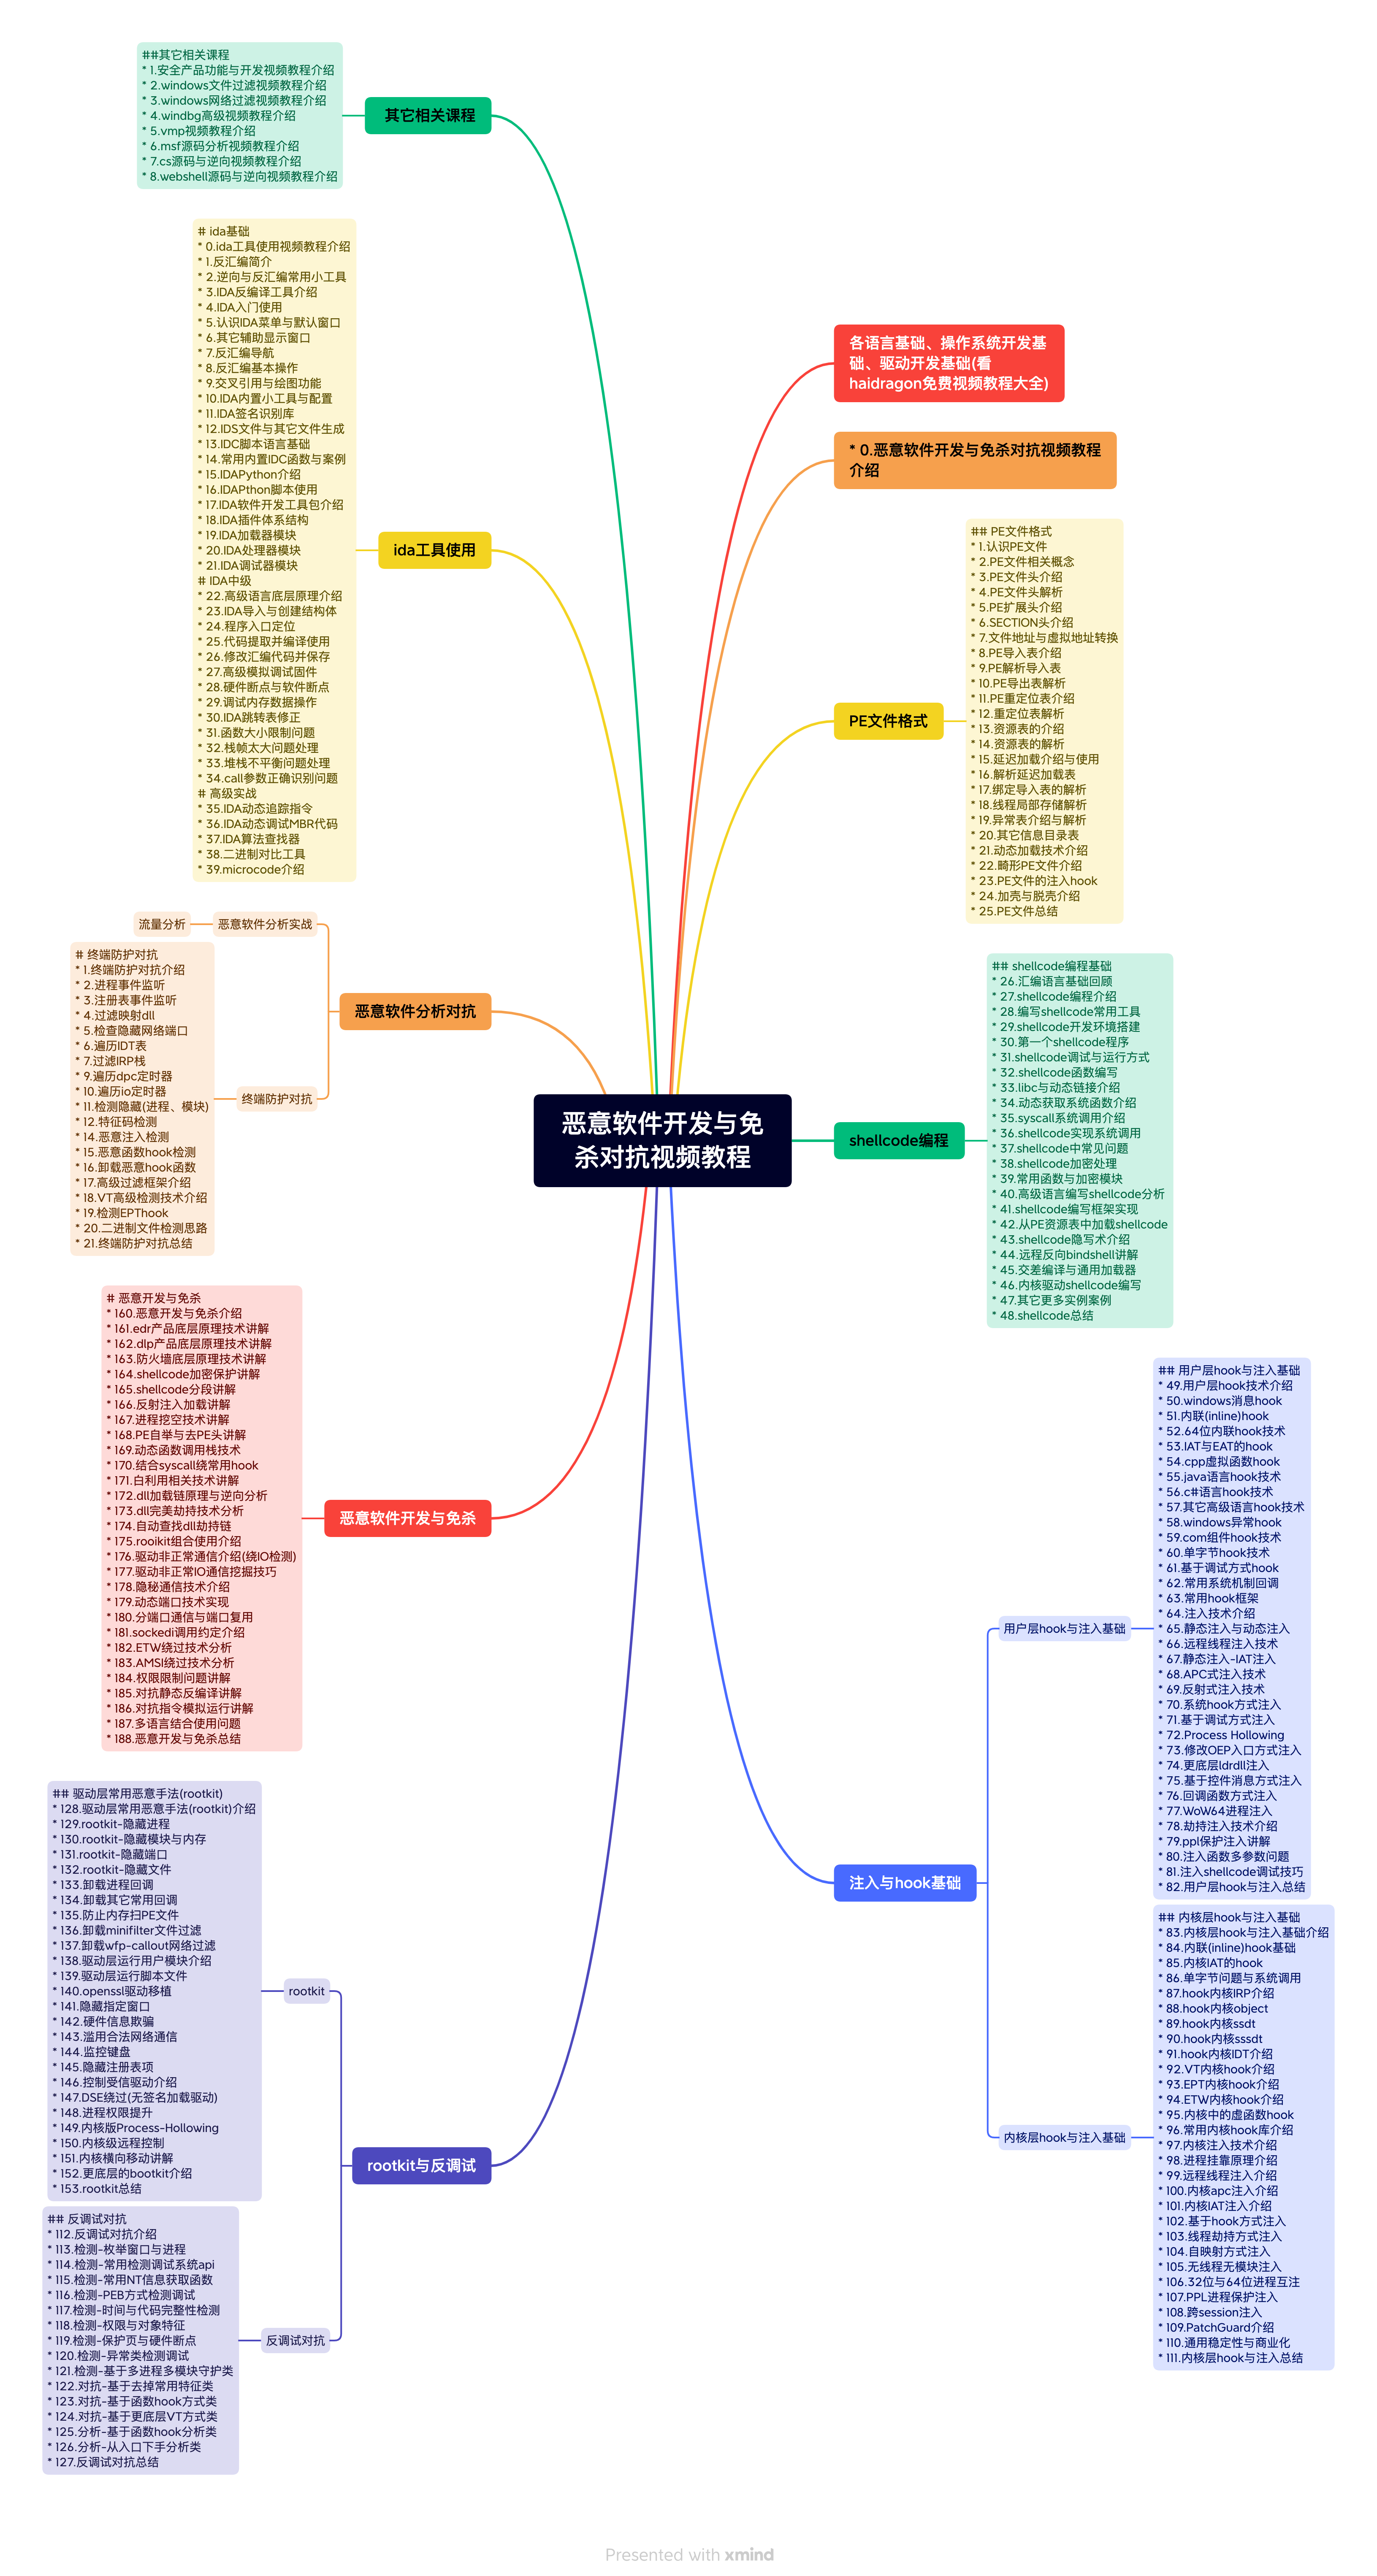 恶意软件开发与免
杀对抗视频教程
各语言基础、操作系统开发基
础、驱动开发基础(看
haidragon免费视频教程大全)
* 0.恶意软件开发与免杀对抗视频教程
介绍
PE文件格式
## PE文件格式
* 1.认识PE文件
* 2.PE文件相关概念
* 3.PE文件头介绍
* 4.PE文件头解析
* 5.PE扩展头介绍
* 6.SECTION头介绍
* 7.文件地址与虚拟地址转换
* 8.PE导入表介绍
* 9.PE解析导入表
* 10.PE导出表解析
* 11.PE重定位表介绍
* 12.重定位表解析
* 13.资源表的介绍
* 14.资源表的解析
* 15.延迟加载介绍与使用
* 16.解析延迟加载表
* 17.绑定导入表的解析
* 18.线程局部存储解析
* 19.异常表介绍与解析
* 20.其它信息目录表
* 21.动态加载技术介绍
* 22.畸形PE文件介绍
* 23.PE文件的注入hook
* 24.加壳与脱壳介绍
* 25.PE文件总结
shellcode编程
## shellcode编程基础
* 26.汇编语言基础回顾
* 27.shellcode编程介绍
* 28.编写shellcode常用工具
* 29.shellcode开发环境搭建
* 30.第一个shellcode程序
* 31.shellcode调试与运行方式
* 32.shellcode函数编写
* 33.libc与动态链接介绍
* 34.动态获取系统函数介绍
* 35.syscall系统调用介绍
* 36.shellcode实现系统调用
* 37.shellcode中常见问题
* 38.shellcode加密处理
* 39.常用函数与加密模块
* 40.高级语言编写shellcode分析
* 41.shellcode编写框架实现
* 42.从PE资源表中加载shellcode
* 43.shellcode隐写术介绍
* 44.远程反向bindshell讲解
* 45.交差编译与通用加载器
* 46.内核驱动shellcode编写
* 47.其它更多实例案例
* 48.shellcode总结
注入与hook基础
用户层hook与注入基础
## 用户层hook与注入基础
* 49.用户层hook技术介绍
* 50.windows消息hook
* 51.内联(inline)hook
* 52.64位内联hook技术
* 53.IAT与EAT的hook
* 54.cpp虚拟函数hook
* 55.java语言hook技术
* 56.c#语言hook技术
* 57.其它高级语言hook技术
* 58.windows异常hook
* 59.com组件hook技术
* 60.单字节hook技术
* 61.基于调试方式hook
* 62.常用系统机制回调
* 63.常用hook框架
* 64.注入技术介绍
* 65.静态注入与动态注入
* 66.远程线程注入技术
* 67.静态注入-IAT注入
* 68.APC式注入技术
* 69.反射式注入技术
* 70.系统hook方式注入
* 71.基于调试方式注入
* 72.Process Hollowing
* 73.修改OEP入口方式注入
* 74.更底层ldrdll注入
* 75.基于控件消息方式注入
* 76.回调函数方式注入
* 77.WoW64进程注入
* 78.劫持注入技术介绍
* 79.ppl保护注入讲解
* 80.注入函数多参数问题
* 81.注入shellcode调试技巧
* 82.用户层hook与注入总结
内核层hook与注入基础
## 内核层hook与注入基础
* 83.内核层hook与注入基础介绍
* 84.内联(inline)hook基础
* 85.内核IAT的hook
* 86.单字节问题与系统调用
* 87.hook内核IRP介绍
* 88.hook内核object
* 89.hook内核ssdt
* 90.hook内核sssdt
* 91.hook内核IDT介绍
* 92.VT内核hook介绍
* 93.EPT内核hook介绍
* 94.ETW内核hook介绍
* 95.内核中的虚函数hook
* 96.常用内核hook库介绍
* 97.内核注入技术介绍
* 98.进程挂靠原理介绍
* 99.远程线程注入介绍
* 100.内核apc注入介绍
* 101.内核IAT注入介绍
* 102.基于hook方式注入
* 103.线程劫持方式注入
* 104.自映射方式注入
* 105.无线程无模块注入
* 106.32位与64位进程互注
* 107.PPL进程保护注入
* 108.跨session注入
* 109.PatchGuard介绍
* 110.通用稳定性与商业化
* 111.内核层hook与注入总结
其它相关课程
##其它相关课程
* 1.安全产品功能与开发视频教程介绍
* 2.windows文件过滤视频教程介绍
* 3.windows网络过滤视频教程介绍
* 4.windbg高级视频教程介绍
* 5.vmp视频教程介绍
* 6.msf源码分析视频教程介绍
* 7.cs源码与逆向视频教程介绍
* 8.webshell源码与逆向视频教程介绍
ida工具使用
# ida基础
* 0.ida工具使用视频教程介绍
* 1.反汇编简介
* 2.逆向与反汇编常用小工具
* 3.IDA反编译工具介绍
* 4.IDA入门使用
* 5.认识IDA菜单与默认窗口
* 6.其它辅助显示窗口
* 7.反汇编导航
* 8.反汇编基本操作
* 9.交叉引用与绘图功能
* 10.IDA内置小工具与配置
* 11.IDA签名识别库
* 12.IDS文件与其它文件生成
* 13.IDC脚本语言基础
* 14.常用内置IDC函数与案例
* 15.IDAPython介绍
* 16.IDAPthon脚本使用
* 17.IDA软件开发工具包介绍
* 18.IDA插件体系结构
* 19.IDA加载器模块
* 20.IDA处理器模块
* 21.IDA调试器模块
# IDA中级
* 22.高级语言底层原理介绍
* 23.IDA导入与创建结构体
* 24.程序入口定位
* 25.代码提取并编译使用
* 26.修改汇编代码并保存
* 27.高级模拟调试固件
* 28.硬件断点与软件断点
* 29.调试内存数据操作
* 30.IDA跳转表修正
* 31.函数大小限制问题
* 32.栈帧太大问题处理
* 33.堆栈不平衡问题处理
* 34.call参数正确识别问题
# 高级实战
* 35.IDA动态追踪指令
* 36.IDA动态调试MBR代码
* 37.IDA算法查找器
* 38.二进制对比工具
* 39.microcode介绍
恶意软件分析对抗
恶意软件分析实战
流量分析
终端防护对抗
# 终端防护对抗
* 1.终端防护对抗介绍
* 2.进程事件监听
* 3.注册表事件监听
* 4.过滤映射dll
* 5.检查隐藏网络端口
* 6.遍历IDT表
* 7.过滤IRP栈
* 9.遍历dpc定时器
* 10.遍历io定时器
* 11.检测隐藏(进程、模块)
* 12.特征码检测
* 14.恶意注入检测
* 15.恶意函数hook检测
* 16.卸载恶意hook函数
* 17.高级过滤框架介绍
* 18.VT高级检测技术介绍
* 19.检测EPThook
* 20.二进制文件检测思路
* 21.终端防护对抗总结
恶意软件开发与免杀
# 恶意开发与免杀
* 160.恶意开发与免杀介绍
* 161.edr产品底层原理技术讲解
* 162.dlp产品底层原理技术讲解
* 163.防火墙底层原理技术讲解
* 164.shellcode加密保护讲解
* 165.shellcode分段讲解
* 166.反射注入加载讲解
* 167.进程挖空技术讲解
* 168.PE自举与去PE头讲解
* 169.动态函数调用栈技术
* 170.结合syscall绕常用hook
* 171.白利用相关技术讲解
* 172.dll加载链原理与逆向分析
* 173.dll完美劫持技术分析
* 174.自动查找dll劫持链
* 175.rooikit组合使用介绍
* 176.驱动非正常通信介绍(绕IO检测)
* 177.驱动非正常IO通信挖掘技巧
* 178.隐秘通信技术介绍
* 179.动态端口技术实现
* 180.分端口通信与端口复用
* 181.sockedi调用约定介绍
* 182.ETW绕过技术分析
* 183.AMSI绕过技术分析
* 184.权限限制问题讲解
* 185.对抗静态反编译讲解
* 186.对抗指令模拟运行讲解
* 187.多语言结合使用问题
* 188.恶意开发与免杀总结
rootkit与反调试
rootkit
## 驱动层常用恶意手法(rootkit)
* 128.驱动层常用恶意手法(rootkit)介绍
* 129.rootkit-隐藏进程
* 130.rootkit-隐藏模块与内存
* 131.rootkit-隐藏端口
* 132.rootkit-隐藏文件
* 133.卸载进程回调
* 134.卸载其它常用回调
* 135.防止内存扫PE文件
* 136.卸载minifilter文件过滤
* 137.卸载wfp-callout网络过滤
* 138.驱动层运行用户模块介绍
* 139.驱动层运行脚本文件
* 140.openssl驱动移植
* 141.隐藏指定窗口
* 142.硬件信息欺骗
* 143.滥用合法网络通信
* 144.监控键盘
* 145.隐藏注册表项
* 146.控制受信驱动介绍
* 147.DSE绕过(无签名加载驱动)
* 148.进程权限提升
* 149.内核版Process-Hollowing
* 150.内核级远程控制
* 151.内核横向移动讲解
* 152.更底层的bootkit介绍
* 153.rootkit总结
反调试对抗
## 反调试对抗
* 112.反调试对抗介绍
* 113.检测-枚举窗口与进程
* 114.检测-常用检测调试系统api
* 115.检测-常用NT信息获取函数
* 116.检测-PEB方式检测调试
* 117.检测-时间与代码完整性检测
* 118.检测-权限与对象特征
* 119.检测-保护页与硬件断点
* 120.检测-异常类检测调试
* 121.检测-基于多进程多模块守护类
* 122.对抗-基于去掉常用特征类
* 123.对抗-基于函数hook方式类
* 124.对抗-基于更底层VT方式类
* 125.分析-基于函数hook分析类
* 126.分析-从入口下手分析类
* 127.反调试对抗总结
Presented with xmind